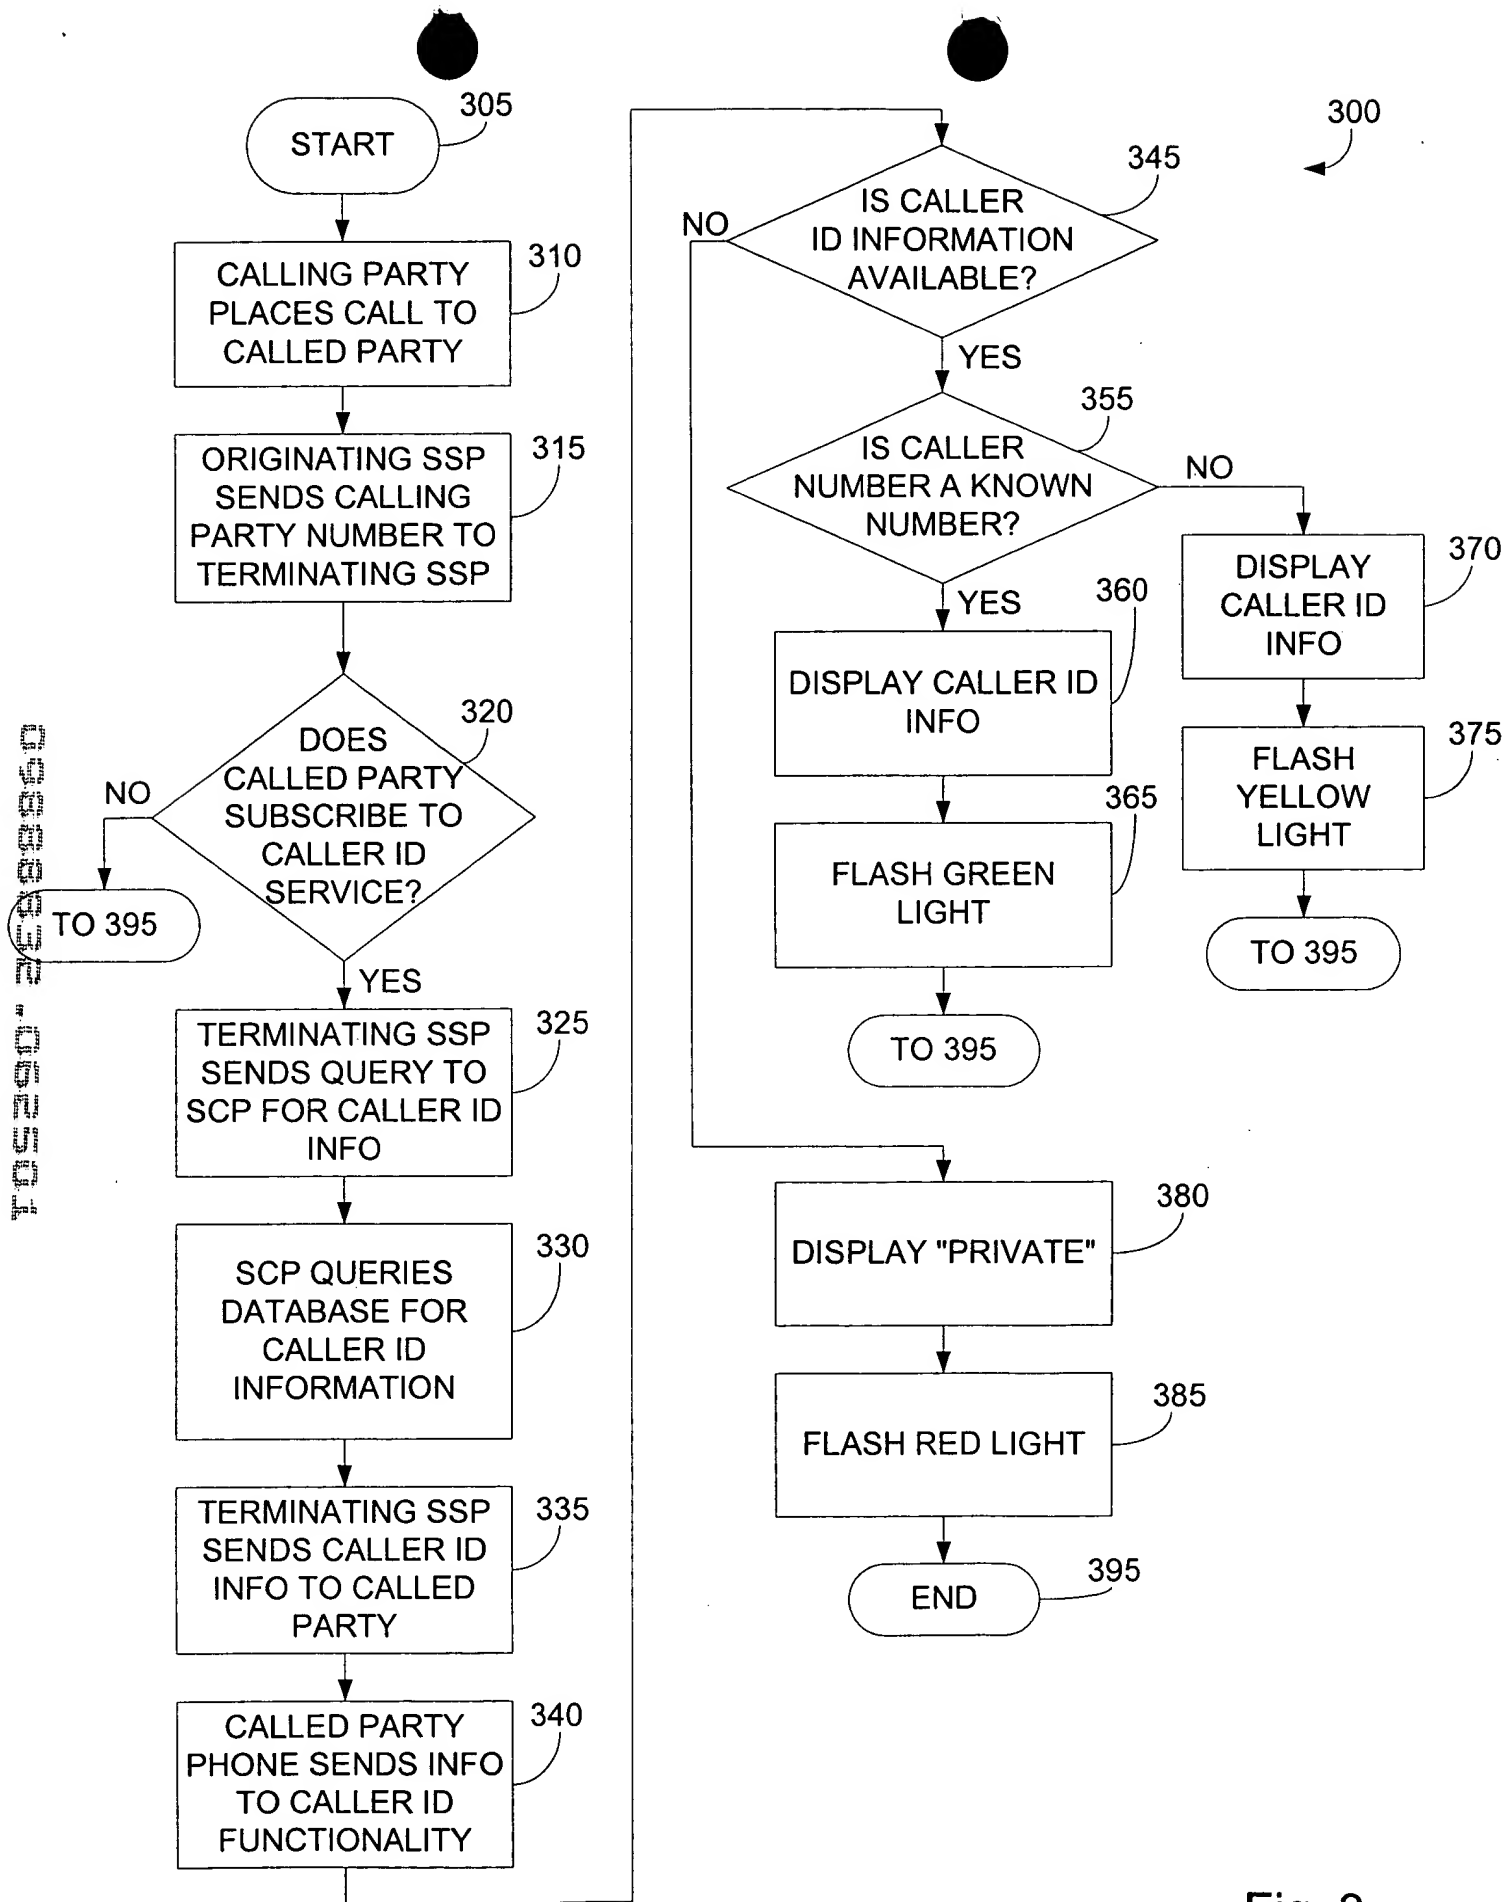 305
START
310
CALLING PARTY
PLACES CALL TO
CALLED PARTY
315
ORIGINATING SSP
SENDS CALLING
PARTY NUMBER TO
TERMINATING SSP
320
DOES
CALLED PARTY
SUBSCRIBE TO
CALLER ID
SERVICE?
NO
TO 395
YES
325
TERMINATING SSP
SENDS QUERY TO
SCP FOR CALLER ID
INFO
330
SCP QUERIES
DATABASE FOR
CALLER ID
INFORMATION
335
TERMINATING SSP
SENDS CALLER ID
INFO TO CALLED
PARTY
340
CALLED PARTY
PHONE SENDS INFO
TO CALLER ID
FUNCTIONALITY
300
345
IS CALLER
ID INFORMATION
AVAILABLE?
NO
YES
355
IS CALLER
NUMBER A KNOWN
NUMBER?
NO
YES
360
DISPLAY CALLER ID
INFO
365
FLASH GREEN
LIGHT
TO 395
370
DISPLAY
CALLER ID
INFO
375
FLASH
YELLOW
LIGHT
TO 395
380
DISPLAY "PRIVATE"
385
FLASH RED LIGHT
395
END